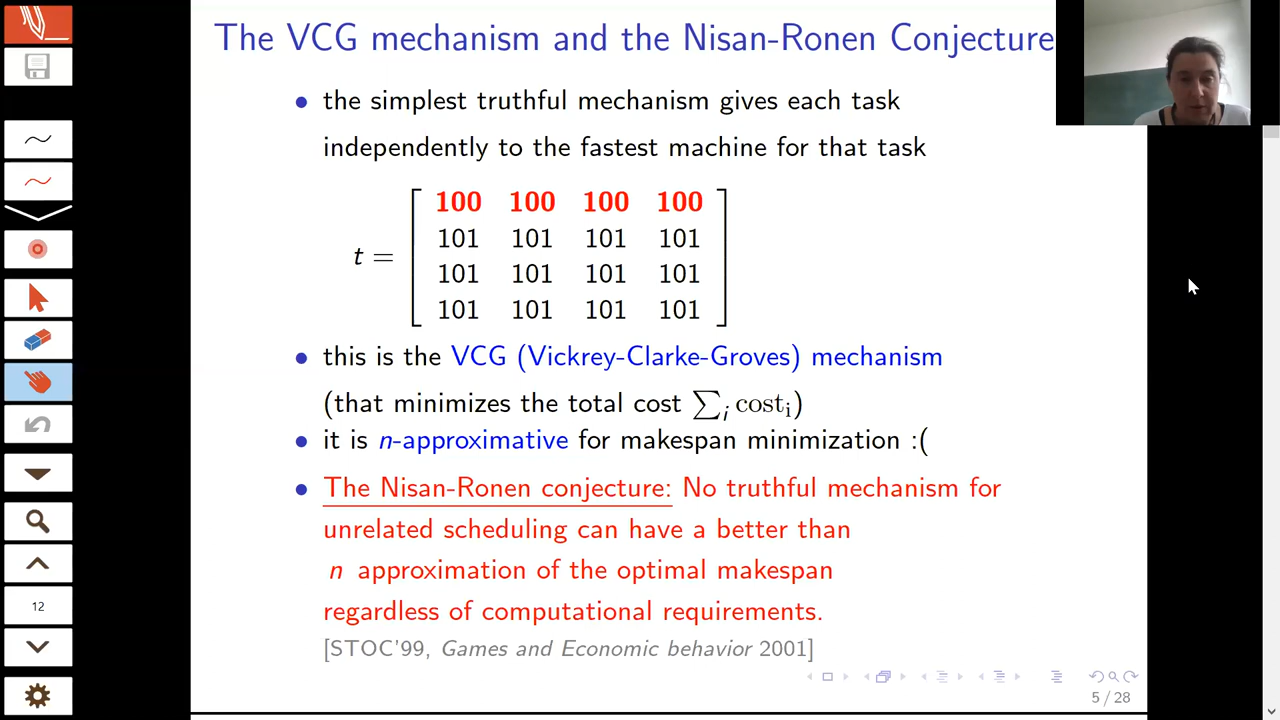 The VCG mechanism and the Nisan-Ronen Conjecture
• the simplest truthful mechanism gives each task
independently to the fastest machine for that task
100 100 100 100
101 101 101 101
t =
101 101 101 101
101 101 101 101
• this is the VCG (Vickrey-Clarke-Groves) mechanism
(that minimizes the total cost ∑ᵢ costᵢ)
• it is n-approximative for makespan minimization :(
• The Nisan-Ronen conjecture: No truthful mechanism for
unrelated scheduling can have a better than
n approximation of the optimal makespan
regardless of computational requirements.
[STOC'99, Games and Economic behavior 2001]
12
5 / 28